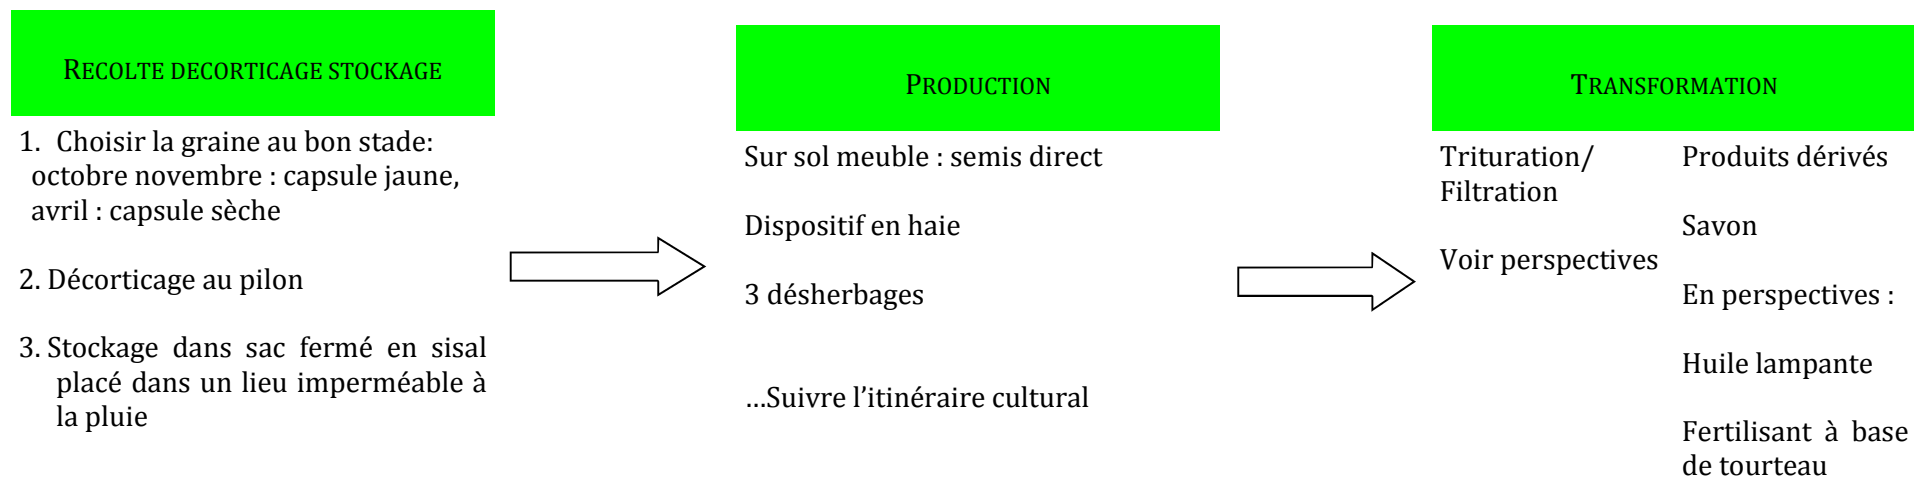 RECOLTE DECORTICAGE STOCKAGE
1. Choisir la graine au bon stade:
octobre novembre : capsule jaune,
avril : capsule sèche
2. Décorticage au pilon
3. Stockage dans sac fermé en sisal
placé dans un lieu imperméable à
la pluie
PRODUCTION
Sur sol meuble : semis direct
Dispositif en haie
3 désherbages
…Suivre l’itinéraire cultural
TRANSFORMATION
Trituration/
Filtration
Voir perspectives
Produits dérivés
Savon
En perspectives :
Huile lampante
Fertilisant à base
de tourteau